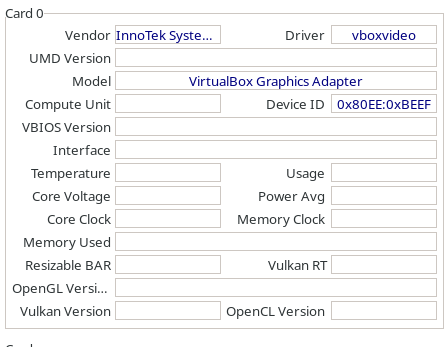 Card 0
Vendor InnoTek Syste... Driver vboxvideo
UMD Version
Model VirtualBox Graphics Adapter
Compute Unit Device ID 0x80EE:0xBEEF
VBIOS Version
Interface
Temperature Usage
Core Voltage Power Avg
Core Clock Memory Clock
Memory Used
Resizable BAR Vulkan RT
OpenGL Versi...
Vulkan Version OpenCL Version